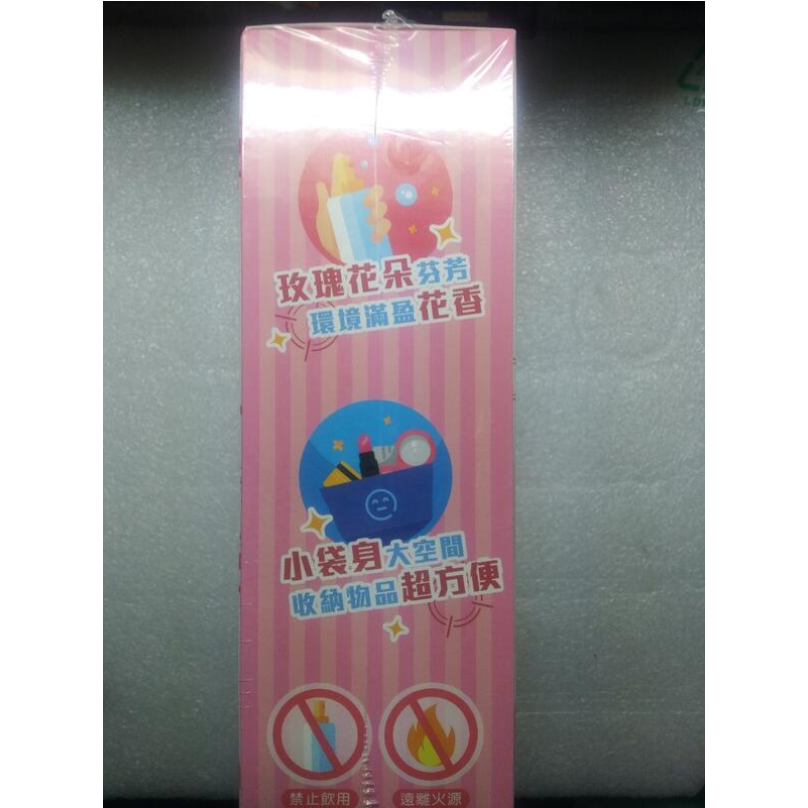 玫瑰花朵芬芳
環境滿盈花香
小袋身大空間
收納物品超方便
禁止飲用
遠離火源